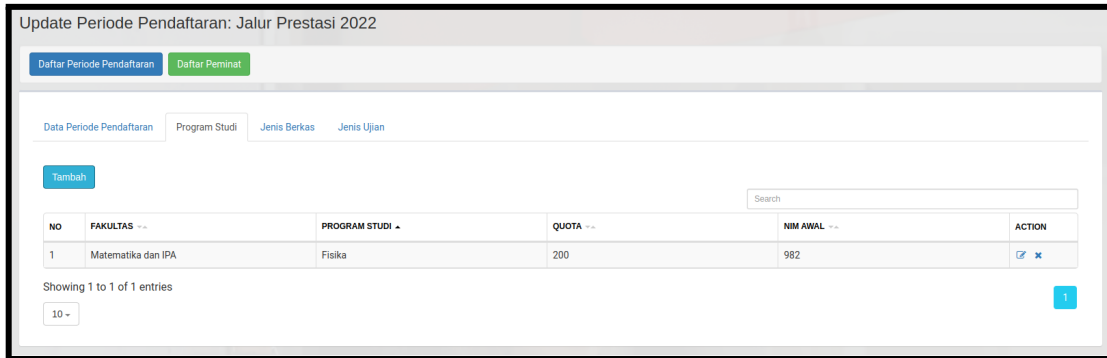 Update Periode Pendaftaran: Jalur Prestasi 2022
Daftar Periode Pendaftaran Daftar Peminat
Data Periode Pendaftaran Program Studi Jenis Berkas Jenis Ujian
Tambah
Search
NO FAKULTAS PROGRAM STUDI QUOTA NIM AWAL ACTION
1 Matematika dan IPA Fisika 200 982
Showing 1 to 1 of 1 entries
1
10